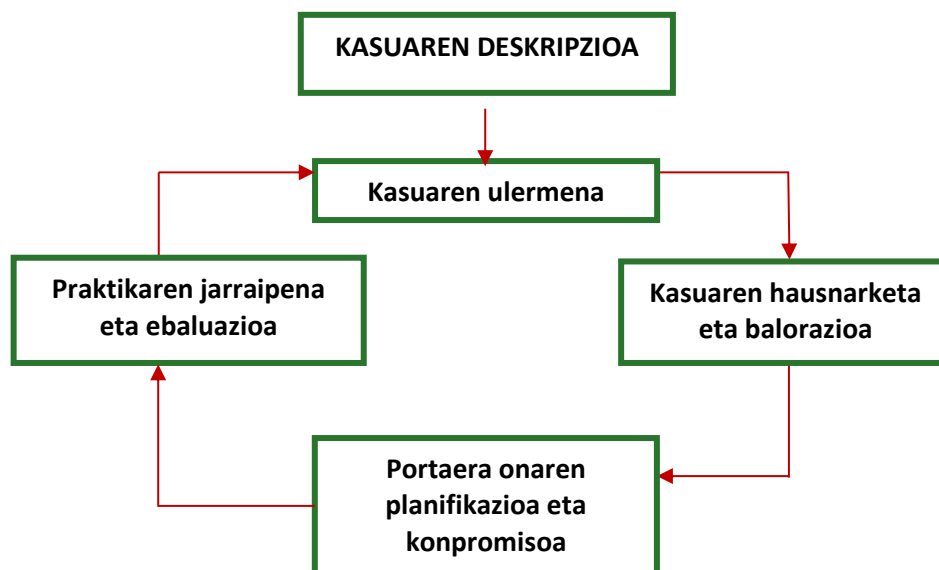 KASUAREN DESKRIPZIOA
Kasuaren ulermena
Praktikaren jarraipena
eta ebaluazioa
Kasuaren hausnarketa
eta balorazioa
Portaera onaren
planifikazioa eta
konpromisoa